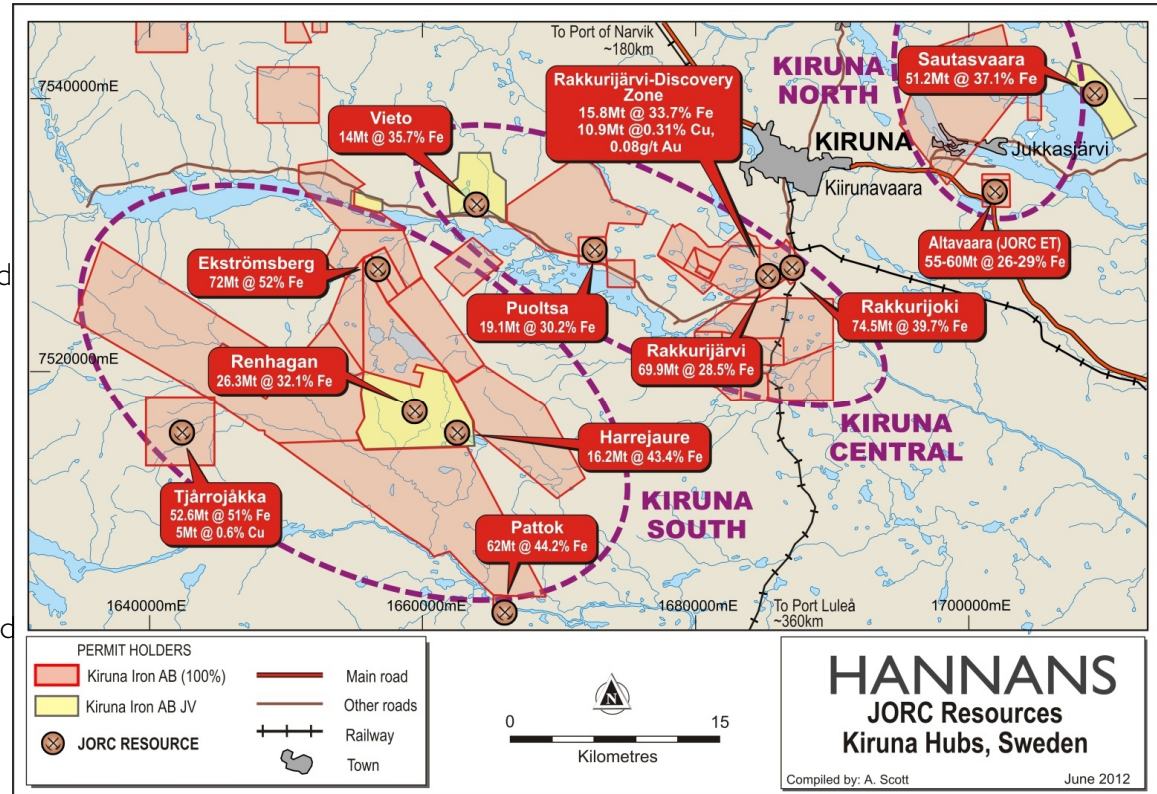 To Port of Narvik
~180km
KIRUNA
NORTH
Sautasvaara
51.2Mt @ 37.1% Fe
7540000mE
Rakkurijärvi-Discovery
Zone
15.8Mt @ 33.7% Fe
10.9Mt @0.31% Cu,
0.08g/t Au
Vieto
14Mt @ 35.7% Fe
KIRUNA
Jukkasjärvi
Kiirunavaara
Altavaara (JORC ET)
55-60Mt @ 26-29% Fe
d
Ekströmsberg
72Mt @ 52% Fe
Puoltsa
19.1Mt @ 30.2% Fe
Rakkurijoki
74.5Mt @ 39.7% Fe
7520000mE
Renhagan
26.3Mt @ 32.1% Fe
Rakkurijärvi
69.9Mt @ 28.5% Fe
KIRUNA
CENTRAL
Harrejaure
16.2Mt @ 43.4% Fe
Tjårrojåkka
52.6Mt @ 51% Fe
5Mt @ 0.6% Cu
KIRUNA
SOUTH
Pattok
62Mt @ 44.2% Fe
1640000mE
1660000mE
1680000mE
1700000mE
To Port Luleå
~360km
PERMIT HOLDERS
Kiruna Iron AB (100%)
Kiruna Iron AB JV
JORC RESOURCE
Main road
Other roads
Railway
Town
N
0 15
Kilometres
HANNANS
JORC Resources
Kiruna Hubs, Sweden
Compiled by: A. Scott June 2012